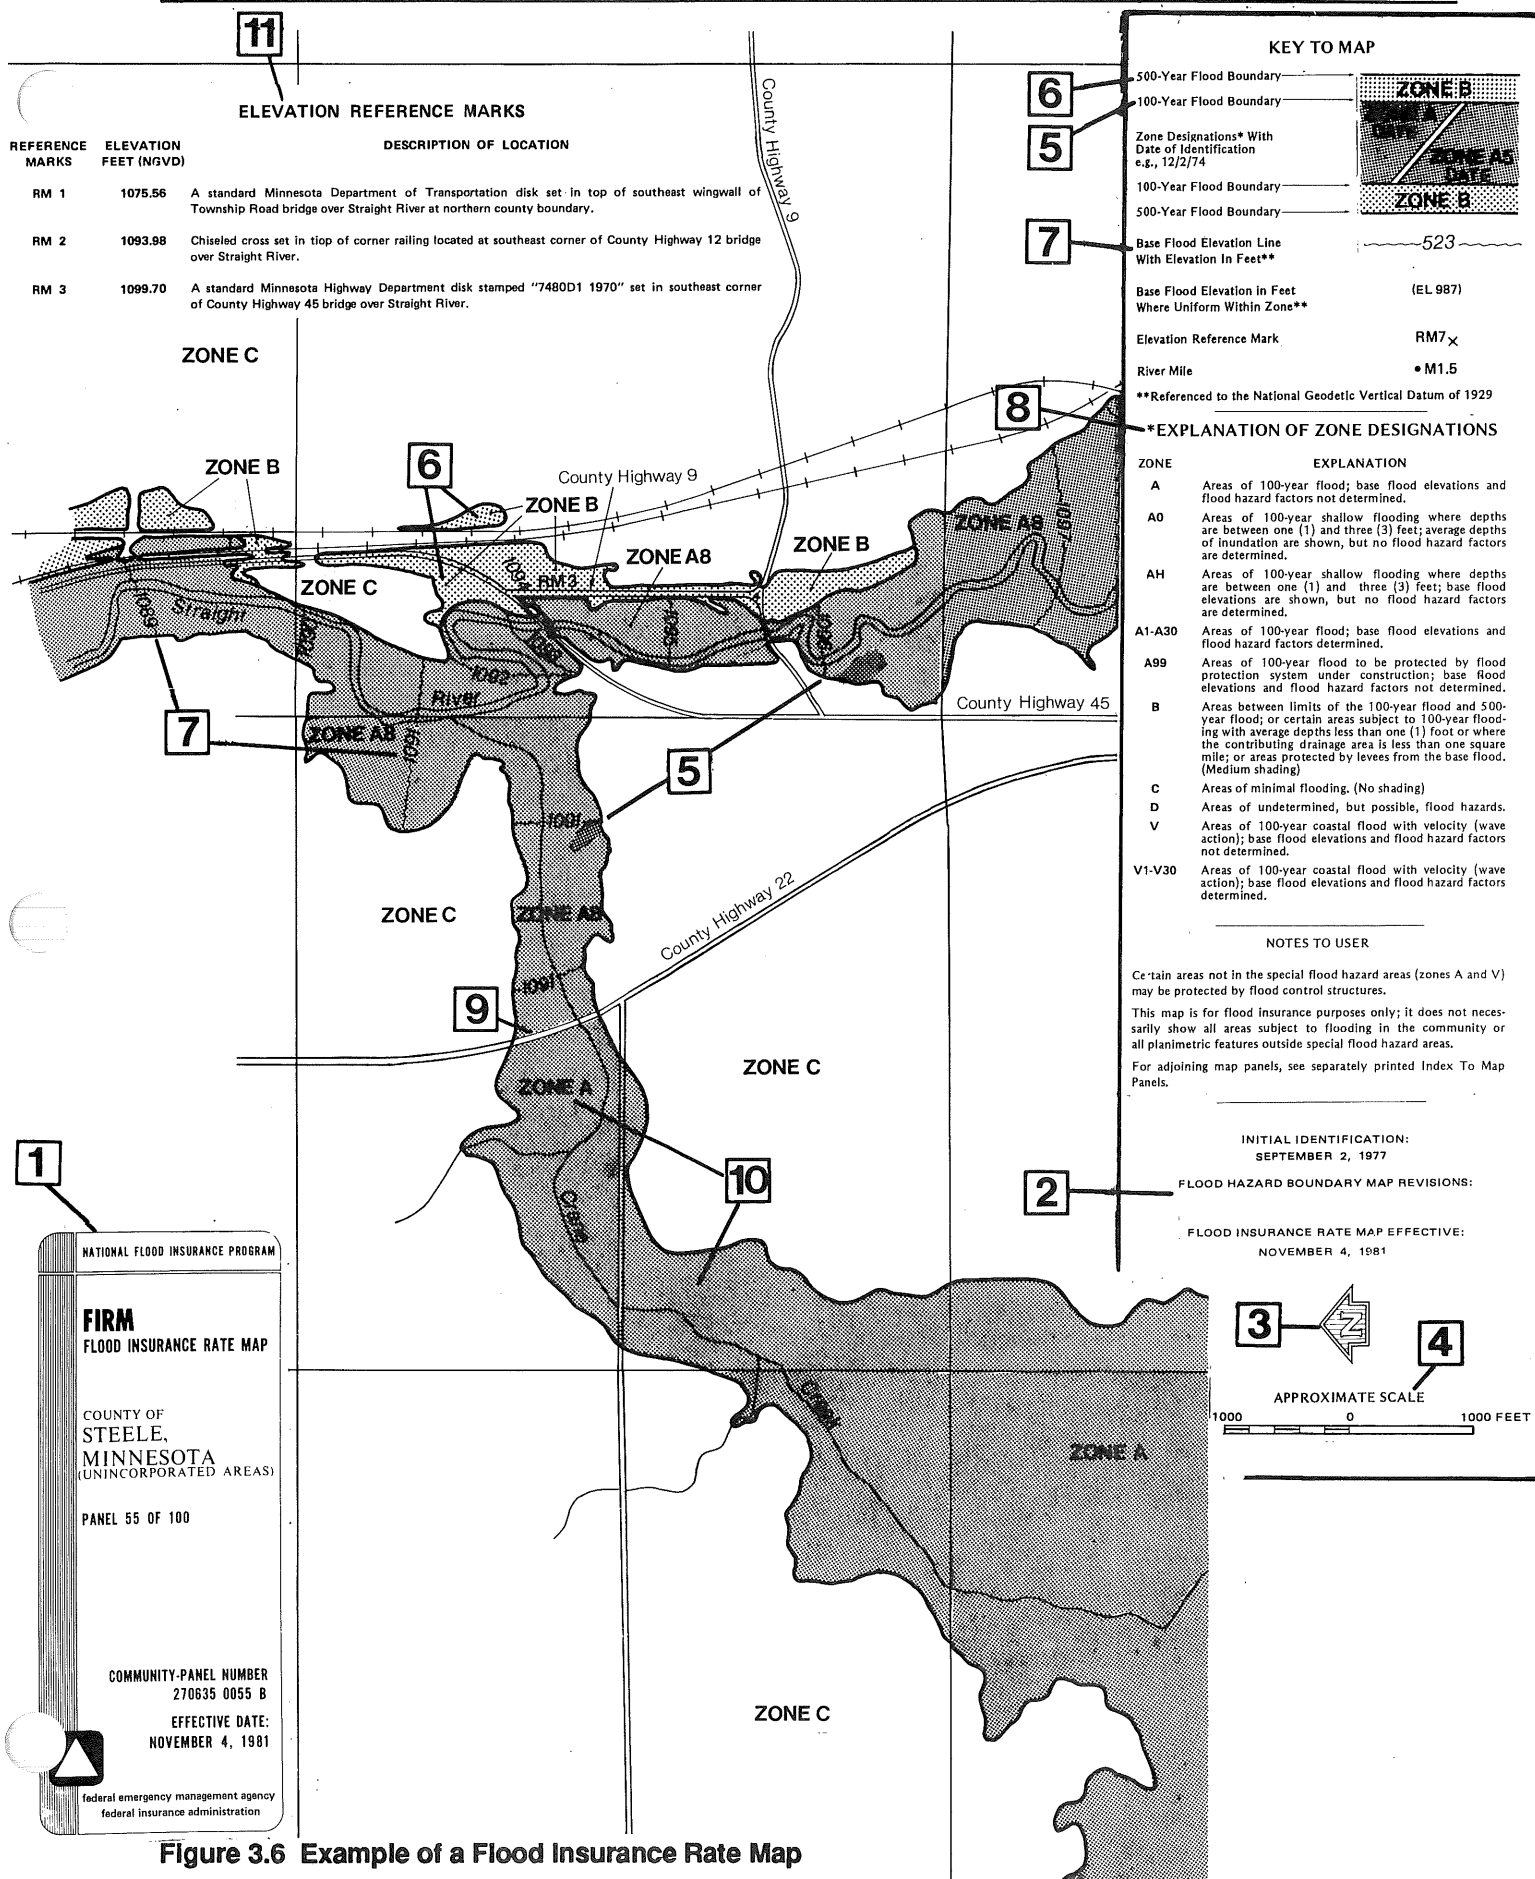 11
ELEVATION REFERENCE MARKS
REFERENCE MARKS
ELEVATION FEET (NGVD)
DESCRIPTION OF LOCATION
RM 1 1075.56 A standard Minnesota Department of Transportation disk set in top of southeast wingwall of
Township Road bridge over Straight River at northern county boundary.
RM 2 1093.98 Chiseled cross set in tiop of corner railing located at southeast corner of County Highway 12 bridge
over Straight River.
RM 3 1099.70 A standard Minnesota Highway Department disk stamped "7480D1 1970" set in southeast corner
of County Highway 45 bridge over Straight River.
ZONE C
County Highway 9
ZONE B
6
County Highway 9
ZONE B
ZONE A8
ZONE B
ZONE A8
1097
ZONE C
1094
RM3
1089
Straight
1090
1093
1095
1096
1092
River
County Highway 45
7
ZONE A8
1091
5
1091
ZONE C
ZONE A8
County Highway 22
1091
9
ZONE C
ZONE A
10
Crane
Creek
ZONE A
ZONE C
KEY TO MAP
6
500-Year Flood Boundary
5
100-Year Flood Boundary
Zone Designations* With
Date of Identification
e.g., 12/2/74
100-Year Flood Boundary
500-Year Flood Boundary
ZONE B
ZONE A
DATE
ZONE A5
DATE
ZONE B
7
Base Flood Elevation Line
With Elevation In Feet**
523
Base Flood Elevation in Feet
Where Uniform Within Zone**
(EL 987)
Elevation Reference Mark
RM7×
River Mile
•M1.5
**Referenced to the National Geodetic Vertical Datum of 1929
8
*EXPLANATION OF ZONE DESIGNATIONS
ZONE EXPLANATION
A Areas of 100-year flood; base flood elevations and
flood hazard factors not determined.
A0 Areas of 100-year shallow flooding where depths
are between one (1) and three (3) feet; average depths
of inundation are shown, but no flood hazard factors
are determined.
AH Areas of 100-year shallow flooding where depths
are between one (1) and three (3) feet; base flood
elevations are shown, but no flood hazard factors
are determined.
A1-A30 Areas of 100-year flood; base flood elevations and
flood hazard factors determined.
A99 Areas of 100-year flood to be protected by flood
protection system under construction; base flood
elevations and flood hazard factors not determined.
B Areas between limits of the 100-year flood and 500-
year flood; or certain areas subject to 100-year flood-
ing with average depths less than one (1) foot or where
the contributing drainage area is less than one square
mile; or areas protected by levees from the base flood.
(Medium shading)
C Areas of minimal flooding. (No shading)
D Areas of undetermined, but possible, flood hazards.
V Areas of 100-year coastal flood with velocity (wave
action); base flood elevations and flood hazard factors
not determined.
V1-V30 Areas of 100-year coastal flood with velocity (wave
action); base flood elevations and flood hazard factors
determined.
NOTES TO USER
Certain areas not in the special flood hazard areas (zones A and V)
may be protected by flood control structures.
This map is for flood insurance purposes only; it does not neces-
sarily show all areas subject to flooding in the community or
all planimetric features outside special flood hazard areas.
For adjoining map panels, see separately printed Index To Map
Panels.
INITIAL IDENTIFICATION:
SEPTEMBER 2, 1977
2
FLOOD HAZARD BOUNDARY MAP REVISIONS:
FLOOD INSURANCE RATE MAP EFFECTIVE:
NOVEMBER 4, 1981
3
N
4
APPROXIMATE SCALE
1000 0 1000 FEET
1
NATIONAL FLOOD INSURANCE PROGRAM
FIRM
FLOOD INSURANCE RATE MAP
COUNTY OF
STEELE,
MINNESOTA
(UNINCORPORATED AREAS)
PANEL 55 OF 100
COMMUNITY-PANEL NUMBER
270635 0055 B
EFFECTIVE DATE:
NOVEMBER 4, 1981
federal emergency management agency
federal insurance administration
Figure 3.6 Example of a Flood Insurance Rate Map